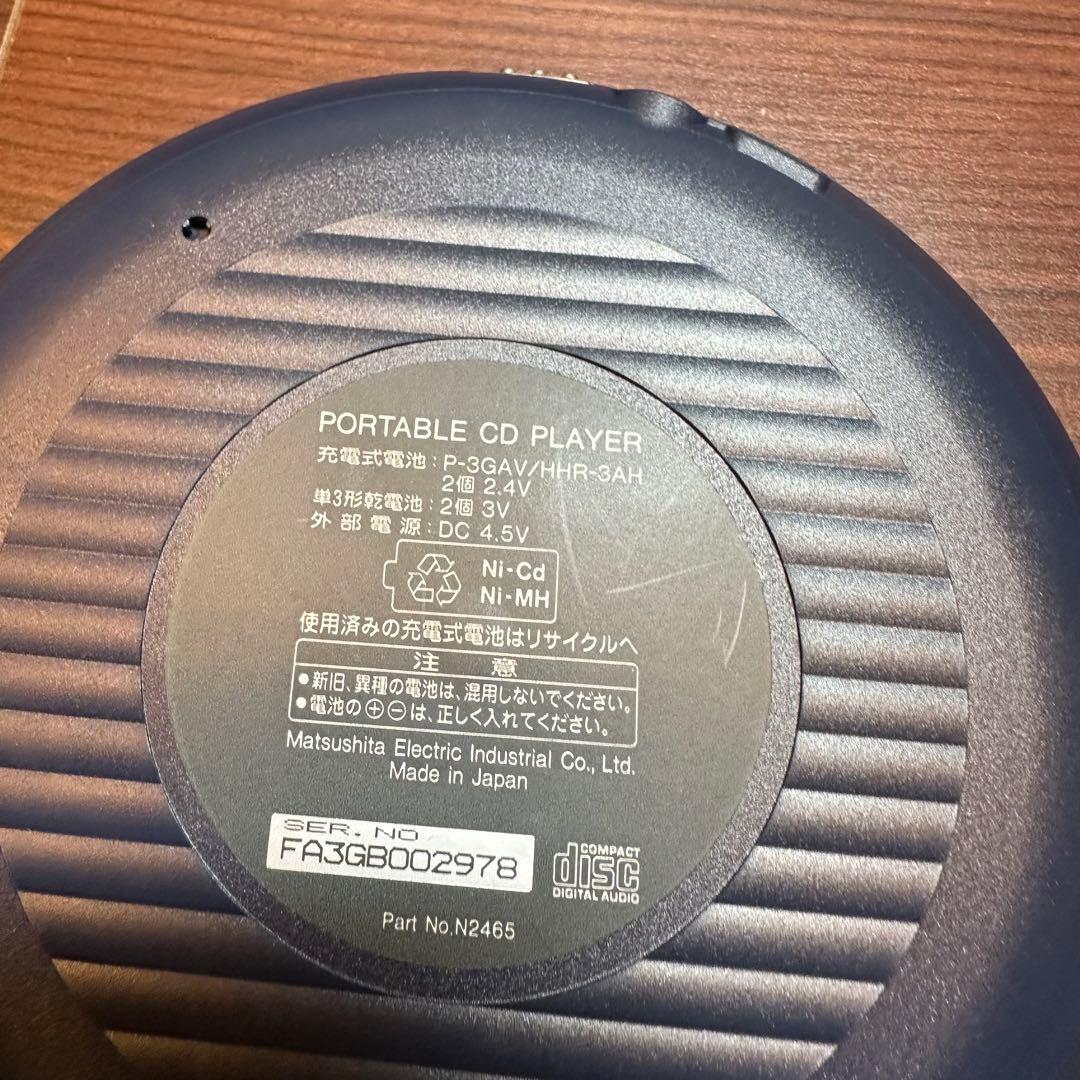 PORTABLE CD PLAYER
充電式電池:P-3GAV/HHR-3AH
2個 2.4V
単3形乾電池:2個 3V
外部電源:DC 4.5V
Ni-Cd
Ni-MH
使用済みの充電式電池はリサイクルへ
注 意
●新旧、異種の電池は、混用しないでください。
●電池の⊕⊖は、正しく入れてください。
Matsushita Electric Industrial Co., Ltd.
Made in Japan
SER. NO
FA3GB002978
COMPACT
disc
DIGITAL AUDIO
Part No.N2465